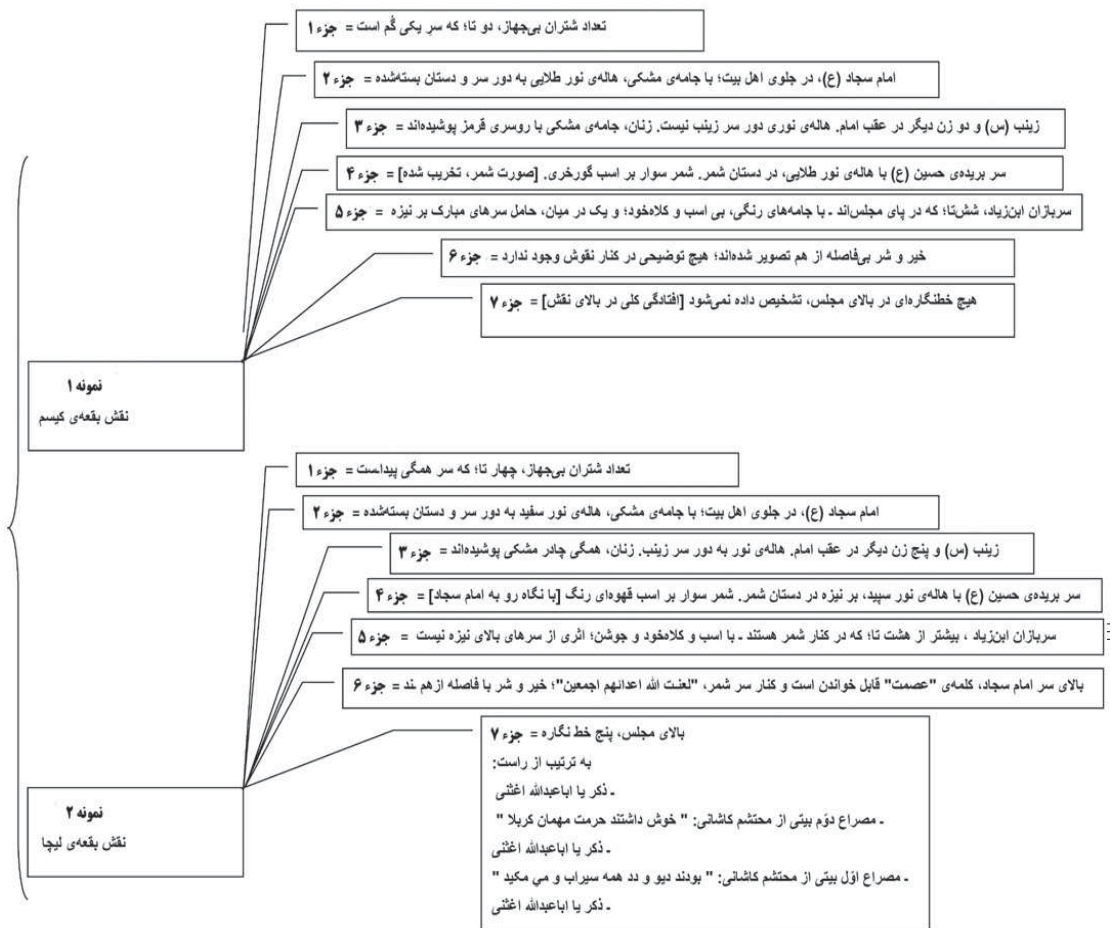 تعداد شتران بی‌جهاز، دو تا؛ که سرِ یکی گُم است = جزء ۱
امام سجاد (ع)، در جلوی اهل بیت؛ با جامه‌ی مشکی، هاله‌ی نور طلایی به دور سر و دستان بسته‌شده = جزء ۲
زینب (س) و دو زن دیگر در عقب امام. هاله‌ی نوری دور سر زینب نیست. زنان، جامه‌ی مشکی با روسری قرمز پوشیده‌اند = جزء ۳
سر بریده‌ی حسین (ع) با هاله‌ی نور طلایی، در دستان شمر. شمر سوار بر اسب گورخری. [صورت شمر، تخریب شده] = جزء ۴
سربازان ابن‌زیاد، شش‌تا؛ که در پای مجلس‌اند ـ با جامه‌های رنگی، بی اسب و کلاه‌خود؛ و یک در میان، حامل سرهای مبارک بر نیزه = جزء ۵
خیر و شر بی‌فاصله از هم تصویر شده‌اند؛ هیچ توضیحی در کنار نقوش وجود ندارد = جزء ۶
هیچ خطنگاره‌ای در بالای مجلس، تشخیص داده نمی‌شود [افتادگی کلی در بالای نقش] = جزء ۷
نمونه ۱
نقش بقعه‌ی کیسم
تعداد شتران بی‌جهاز، چهار تا؛ که سر همگی پیداست = جزء ۱
امام سجاد (ع)، در جلوی اهل بیت؛ با جامه‌ی مشکی، هاله‌ی نور سفید به دور سر و دستان بسته‌شده = جزء ۲
زینب (س) و پنج زن دیگر در عقب امام. هاله‌ی نور به دور سر زینب. زنان، همگی چادر مشکی پوشیده‌اند = جزء ۳
سر بریده‌ی حسین (ع) با هاله‌ی نور سپید، بر نیزه در دستان شمر. شمر سوار بر اسب قهوه‌ای رنگ [با نگاه رو به امام سجاد] = جزء ۴
سربازان ابن‌زیاد ، بیشتر از هشت تا؛ که در کنار شمر هستند ـ با اسب و کلاه‌خود و جوشن؛ اثری از سرهای بالای نیزه نیست = جزء ۵
بالای سر امام سجاد، کلمه‌ی "عصمت" قابل خواندن است و کنار سر شمر، "لعنت الله اعدائهم اجمعین"؛ خیر و شر با فاصله از هم ند = جزء ۶
بالای مجلس، پنج خط نگاره = جزء ۷
به ترتیب از راست:
ـ ذکر یا اباعبدالله اغثنی
ـ مصراع دوّم بیتی از محتشم کاشانی: " خوش داشتند حرمت مهمان کربلا "
ـ ذکر یا اباعبدالله اغثنی
ـ مصراع اوّل بیتی از محتشم کاشانی: " بودند دیو و دد همه سیراب و می مکید "
ـ ذکر یا اباعبدالله اغثنی
نمونه ۲
نقش بقعه‌ی لیچا